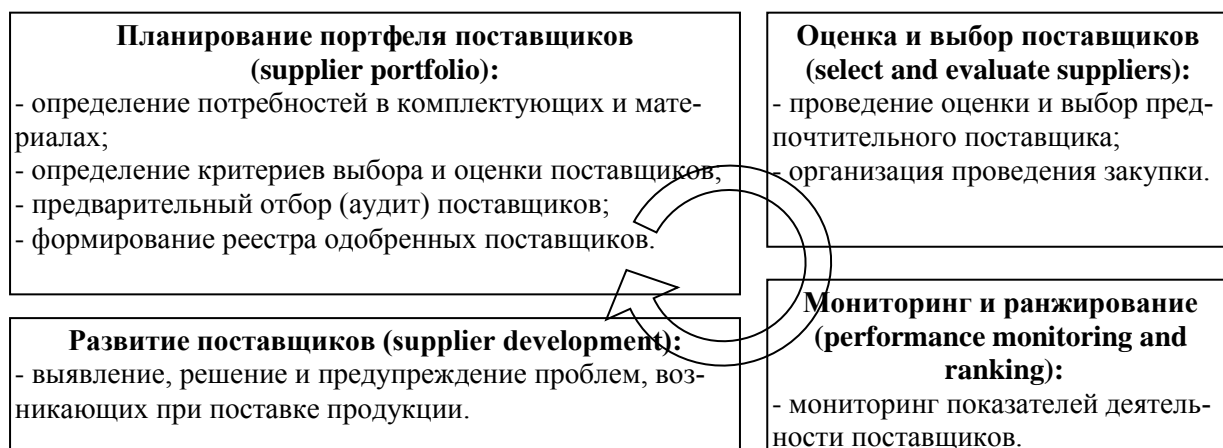 Планирование портфеля поставщиков
(supplier portfolio):
- определение потребностей в комплектующих и мате-
риалах;
- определение критериев выбора и оценки поставщиков;
- предварительный отбор (аудит) поставщиков;
- формирование реестра одобренных поставщиков.
Оценка и выбор поставщиков
(select and evaluate suppliers):
- проведение оценки и выбор пред-
почтительного поставщика;
- организация проведения закупки.
Развитие поставщиков (supplier development):
- выявление, решение и предупреждение проблем, воз-
никающих при поставке продукции.
Мониторинг и ранжирование
(performance monitoring and
ranking):
- мониторинг показателей деятель-
ности поставщиков.